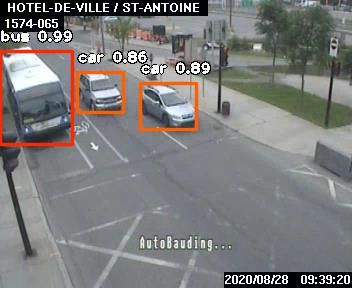 HOTEL-DE-VILLE / ST-ANTOINE
1574-065
bus 0.99
car 0.86
car 0.89
AutoBauding...
2020/08/28 09:39:20